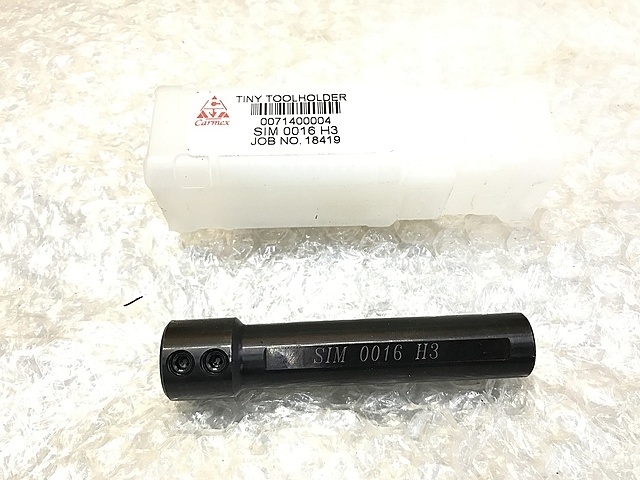 TINY TOOLHOLDER
0071400004
SIM 0016 H3
JOB NO. 18419
Carmex
SIM 0016 H3